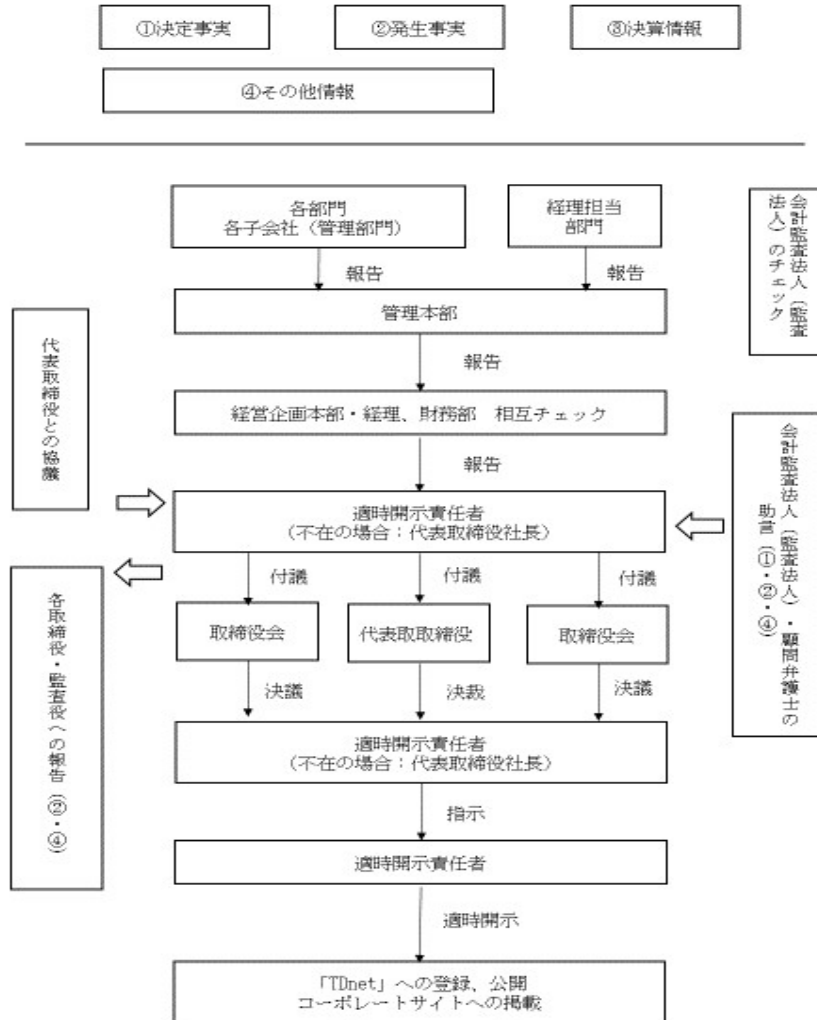 ①決定事実
②発生事実
③決算情報
④その他情報
各部門
各子会社（管理部門）
経理担当
部門
会計監査法人（監査
法人）のチェック
報告
報告
管理本部
代表取締役との協議
報告
経営企画本部・経理、財務部　相互チェック
報告
会計監査法人（監査法人）・顧問弁護士の
助言（①・②・④）
適時開示責任者
（不在の場合：代表取締役社長）
各取締役・監査役への報告（②・④）
付議
付議
付議
取締役会
代表取取締役
取締役会
決議
決裁
決議
適時開示責任者
（不在の場合：代表取締役社長）
指示
適時開示責任者
適時開示
「TDnet」への登録、公開
コーポレートサイトへの掲載